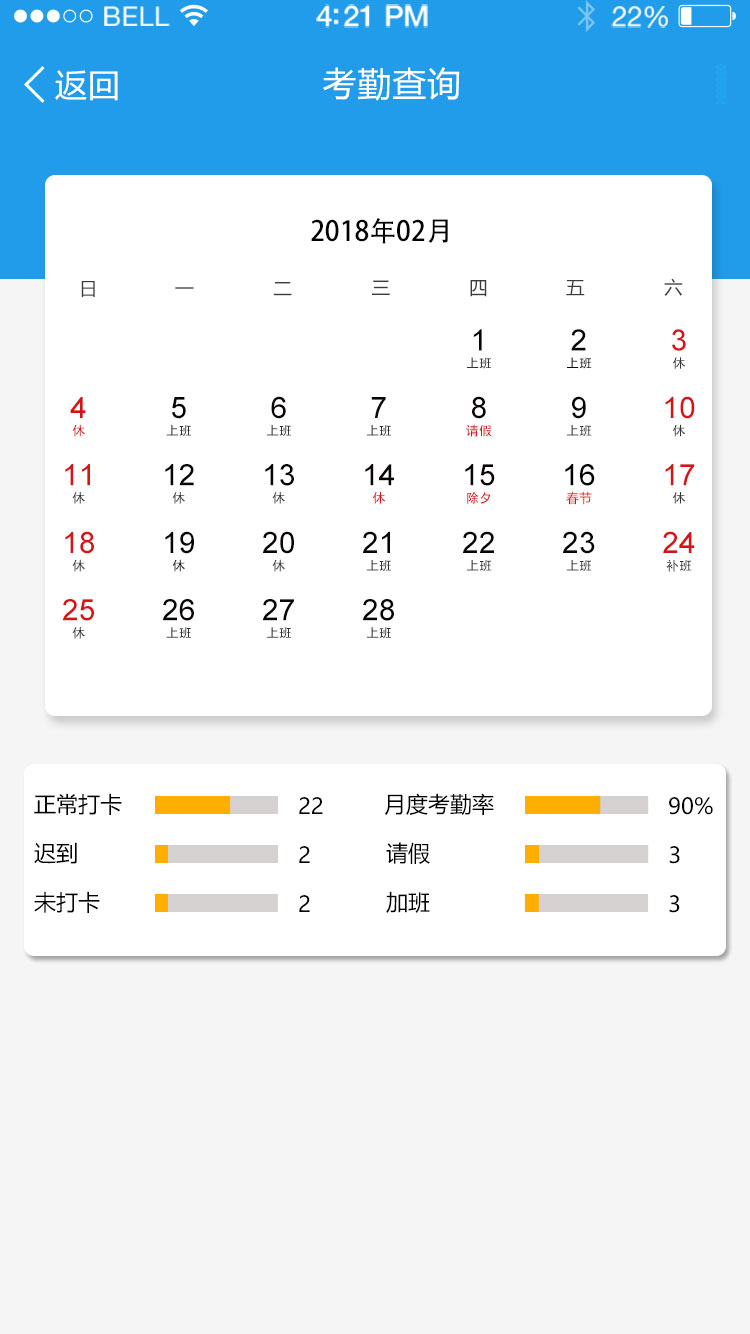 BELL 4:21 PM 22%
返回 考勤查询
2018年02月
日 一 二 三 四 五 六
1 2 3
上班 上班 休
4 5 6 7 8 9 10
休 上班 上班 上班 请假 上班 休
11 12 13 14 15 16 17
休 休 休 休 除夕 春节 休
18 19 20 21 22 23 24
休 休 休 上班 上班 上班 补班
25 26 27 28
休 上班 上班 上班
正常打卡 22 月度考勤率 90%
迟到 2 请假 3
未打卡 2 加班 3